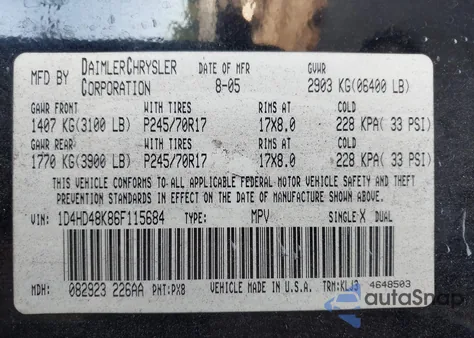 MFD BY DAIMLERCHRYSLER CORPORATION DATE OF MFR 8-05 GVWR 2903 KG(06400 LB)
GAWR FRONT WITH TIRES RIMS AT COLD
1407 KG(3100 LB) P245/70R17 17X8.0 228 KPA( 33 PSI)
GAWR REAR WITH TIRES RIMS AT COLD
1770 KG(3900 LB) P245/70R17 17X8.0 228 KPA( 33 PSI)
THIS VEHICLE CONFORMS TO ALL APPLICABLE FEDERAL MOTOR VEHICLE SAFETY AND THEFT
PREVENTION STANDARDS IN EFFECT ON THE DATE OF MANUFACTURE SHOWN ABOVE.
VIN: 1D4HD48K86F115684 TYPE: MPV SINGLE X DUAL
MDH: 082923 226AA PNT:PX8 VEHICLE MADE IN U.S.A. TRM:KLJ3 4648503
autoSnap